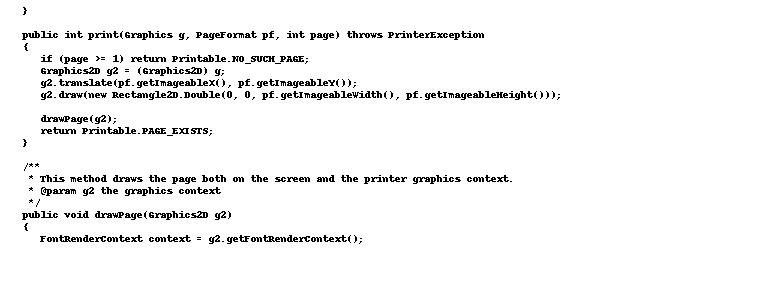 }
public int print(Graphics g, PageFormat pf, int page) throws PrinterException
{
if (page >= 1) return Printable.NO_SUCH_PAGE;
Graphics2D g2 = (Graphics2D) g;
g2.translate(pf.getImageableX(), pf.getImageableY());
g2.draw(new Rectangle2D.Double(0, 0, pf.getImageableWidth(), pf.getImageableHeight()));
drawPage(g2);
return Printable.PAGE_EXISTS;
}
/**
* This method draws the page both on the screen and the printer graphics context.
* @param g2 the graphics context
*/
public void drawPage(Graphics2D g2)
{
FontRenderContext context = g2.getFontRenderContext();